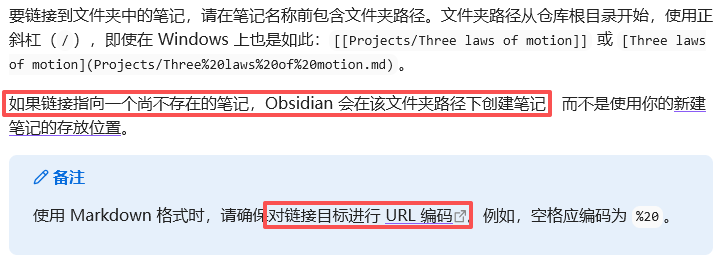 要链接到文件夹中的笔记，请在笔记名称前包含文件夹路径。文件夹路径从仓库根目录开始，使用正
斜杠（/），即使在 Windows 上也是如此：[[Projects/Three laws of motion]] 或 [Three laws
of motion](Projects/Three%20laws%20of%20motion.md)。
如果链接指向一个尚不存在的笔记，Obsidian 会在该文件夹路径下创建笔记 而不是使用你的新建
笔记的存放位置。
备注
使用 Markdown 格式时，请确保对链接目标进行 URL 编码。例如，空格应编码为 %20。